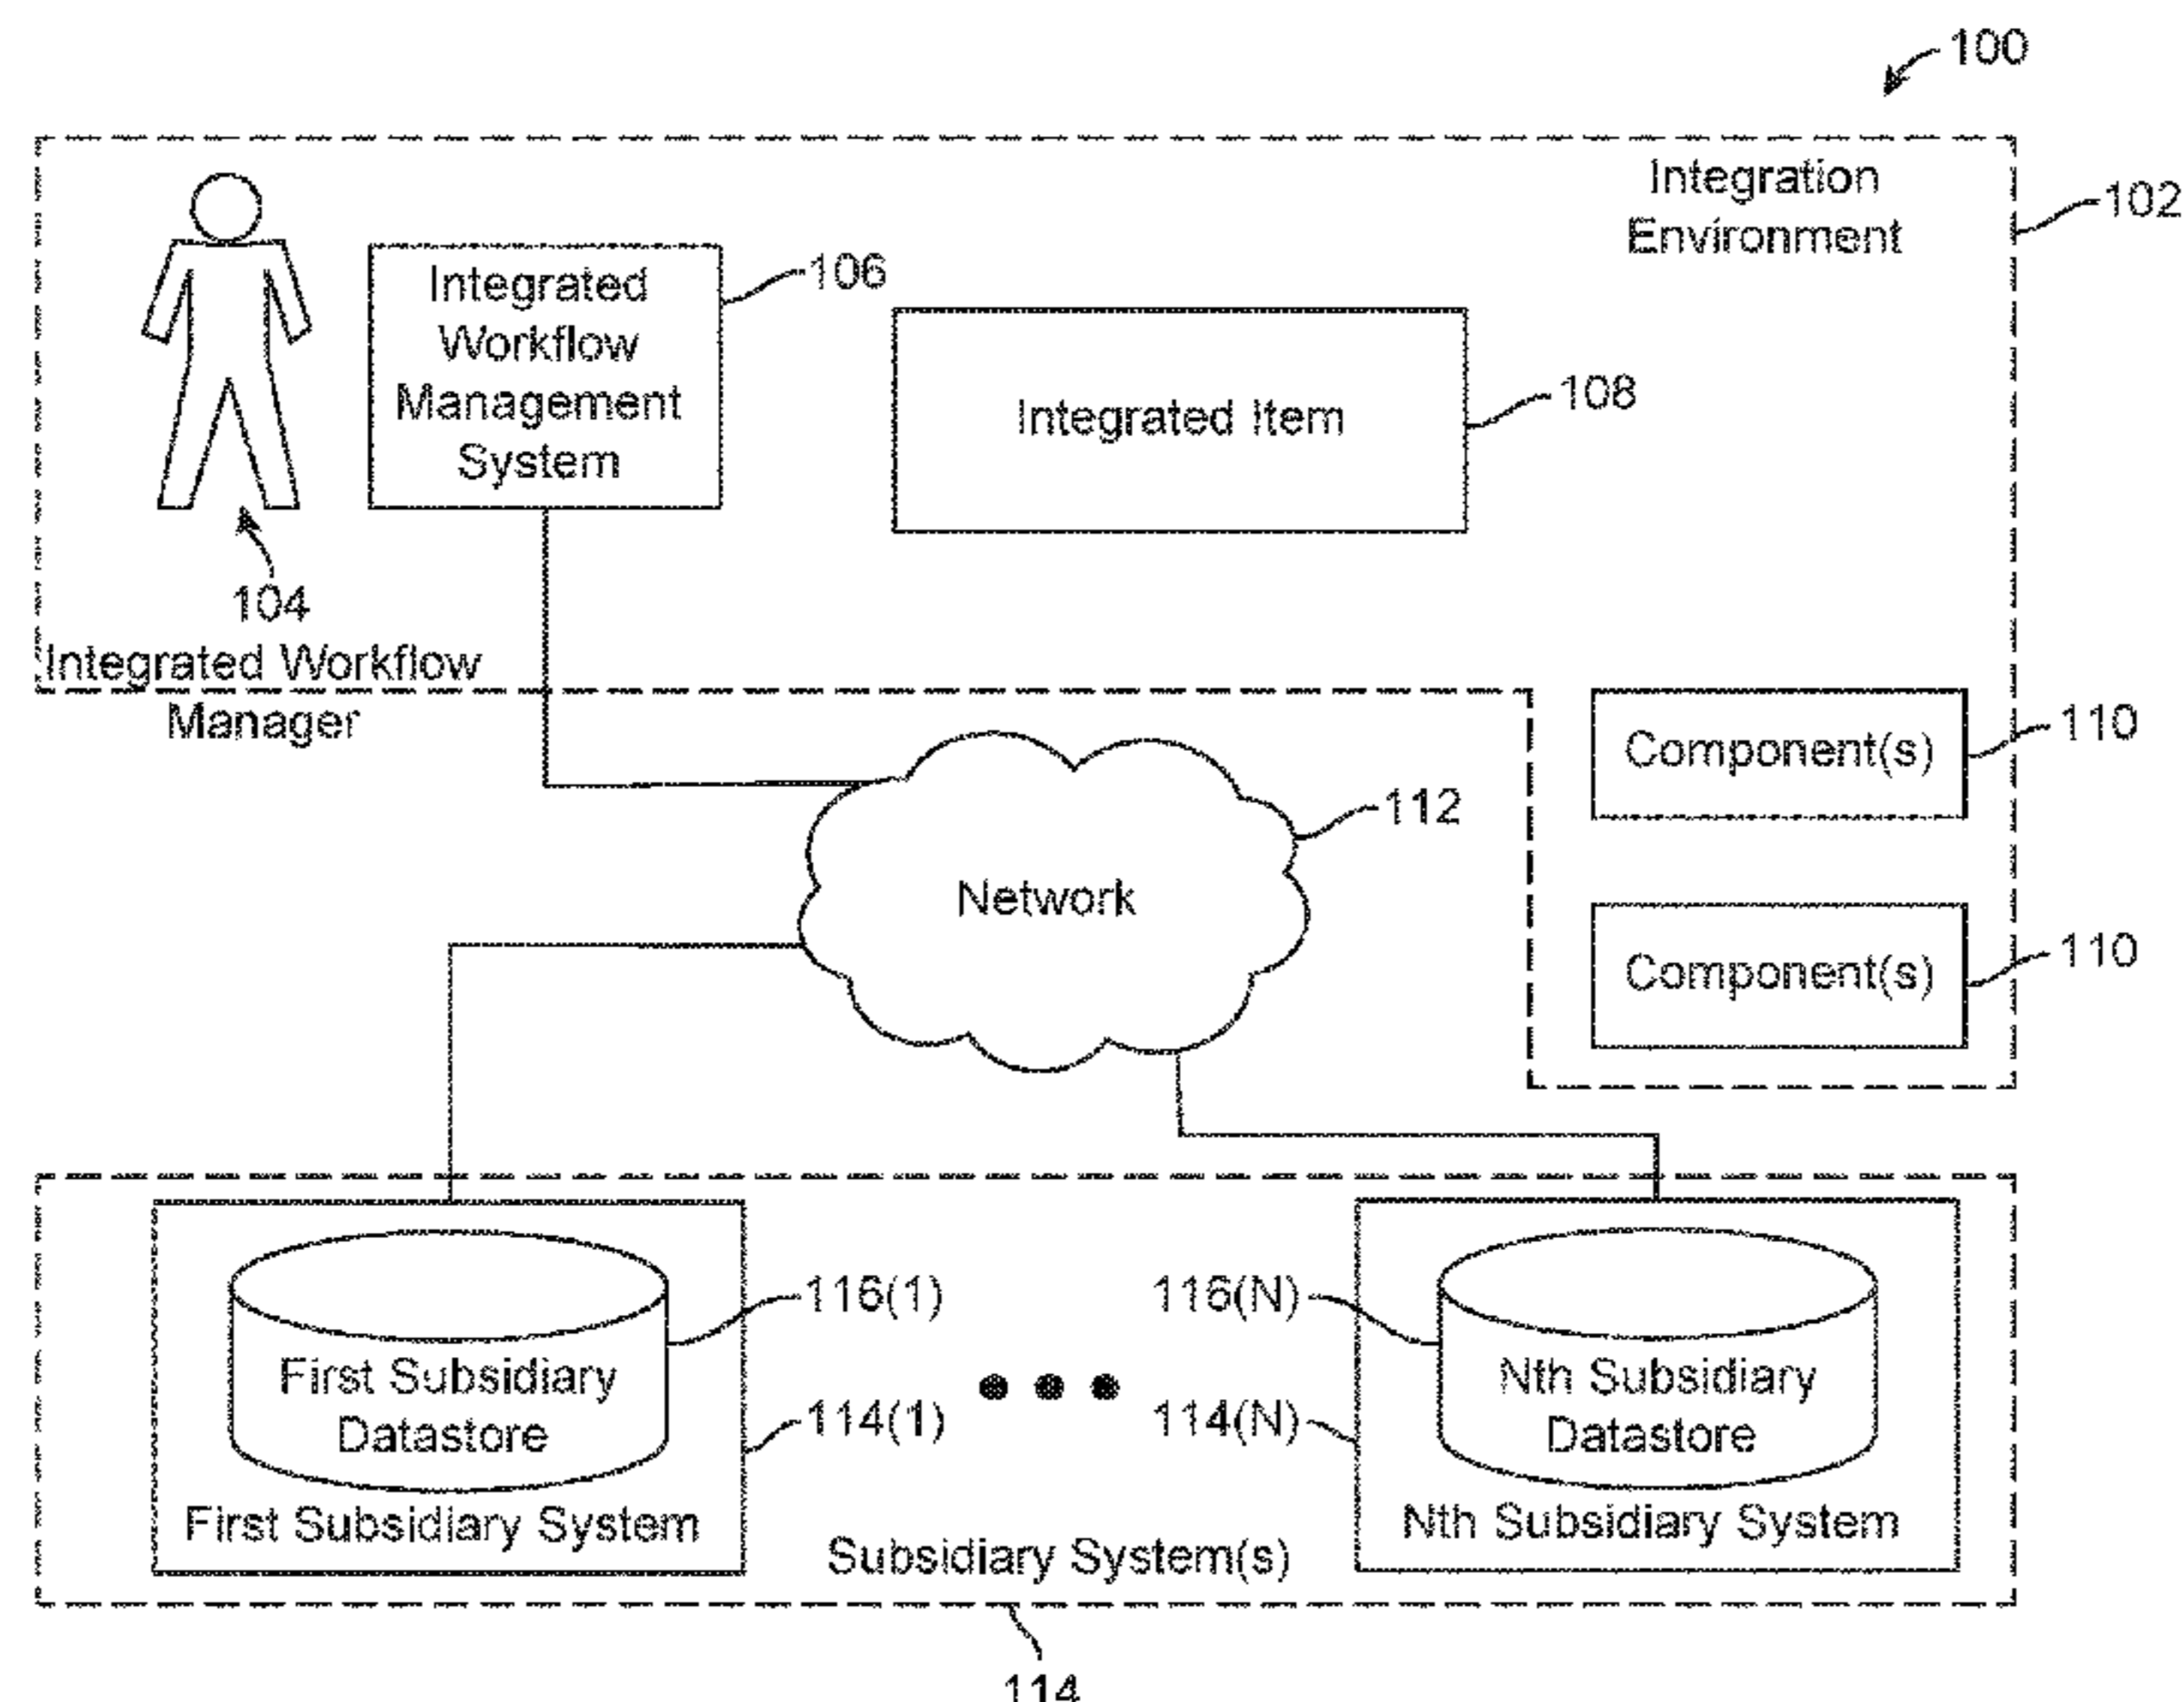 100
Integration
Environment
102
Integrated
Workflow
Management
System
106
Integrated Item
108
104
Integrated Workflow
Manager
Component(s)
110
Network
112
Component(s)
110
First Subsidiary
Datastore
116(1)
114(1)
First Subsidiary System
116(N)
114(N)
Nth Subsidiary
Datastore
Nth Subsidiary System
Subsidiary System(s)
114